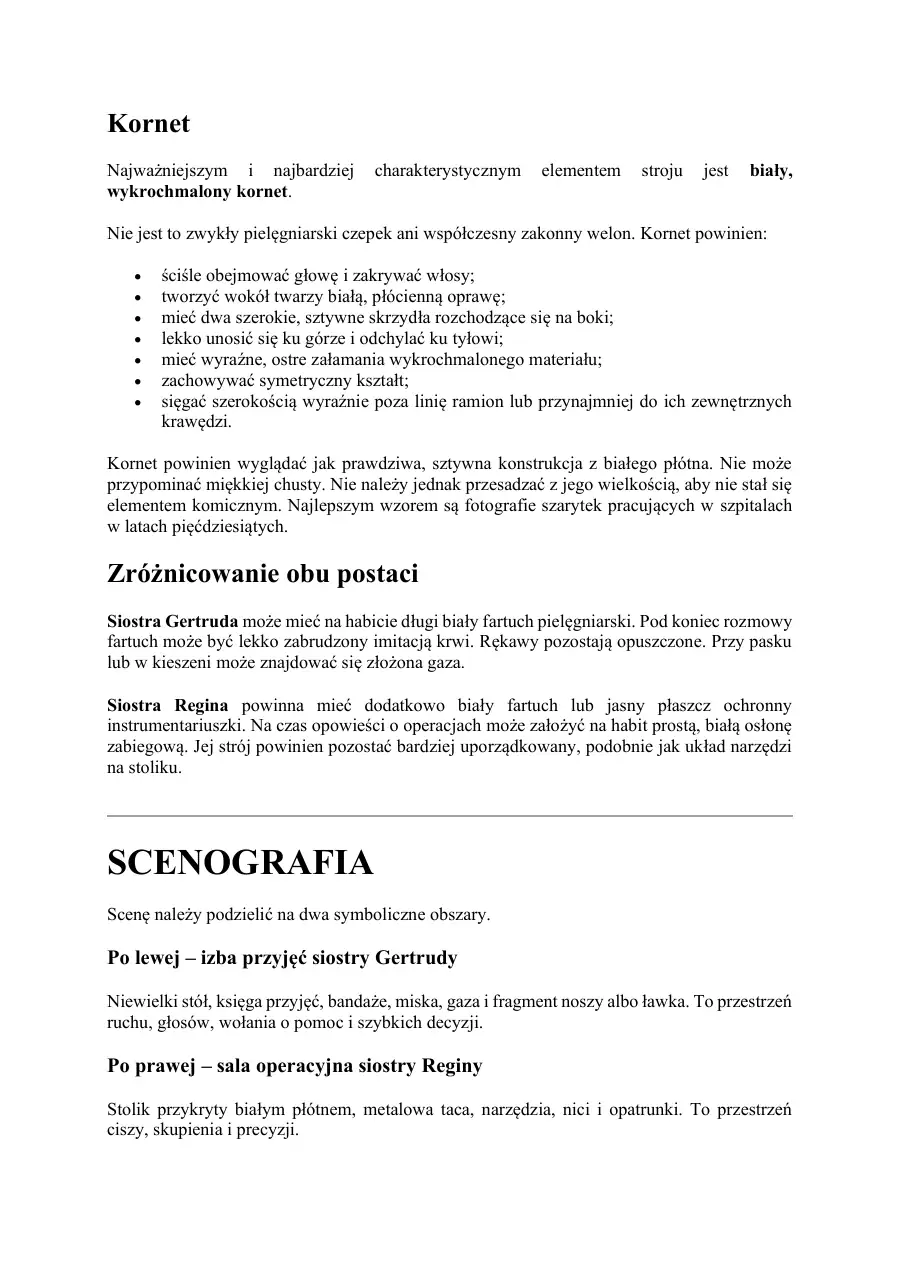 Kornet
Najważniejszym i najbardziej charakterystycznym elementem stroju jest biały,
wykrochmalony kornet.
Nie jest to zwykły pielęgniarski czepek ani współczesny zakonny welon. Kornet powinien:
• ściśle obejmować głowę i zakrywać włosy;
• tworzyć wokół twarzy białą, płócienną oprawę;
• mieć dwa szerokie, sztywne skrzydła rozchodzące się na boki;
• lekko unosić się ku górze i odchylać ku tyłowi;
• mieć wyraźne, ostre załamania wykrochmalonego materiału;
• zachowywać symetryczny kształt;
• sięgać szerokością wyraźnie poza linię ramion lub przynajmniej do ich zewnętrznych
krawędzi.
Kornet powinien wyglądać jak prawdziwa, sztywna konstrukcja z białego płótna. Nie może
przypominać miękkiej chusty. Nie należy jednak przesadzać z jego wielkością, aby nie stał się
elementem komicznym. Najlepszym wzorem są fotografie szarytek pracujących w szpitalach
w latach pięćdziesiątych.
Zróżnicowanie obu postaci
Siostra Gertruda może mieć na habicie długi biały fartuch pielęgniarski. Pod koniec rozmowy
fartuch może być lekko zabrudzony imitacją krwi. Rękawy pozostają opuszczone. Przy pasku
lub w kieszeni może znajdować się złożona gaza.
Siostra Regina powinna mieć dodatkowo biały fartuch lub jasny płaszcz ochronny
instrumentariuszki. Na czas opowieści o operacjach może założyć na habit prostą, białą osłonę
zabiegową. Jej strój powinien pozostać bardziej uporządkowany, podobnie jak układ narzędzi
na stoliku.
SCENOGRAFIA
Scenę należy podzielić na dwa symboliczne obszary.
Po lewej – izba przyjęć siostry Gertrudy
Niewielki stół, księga przyjęć, bandaże, miska, gaza i fragment noszy albo ławka. To przestrzeń
ruchu, głosów, wołania o pomoc i szybkich decyzji.
Po prawej – sala operacyjna siostry Reginy
Stolik przykryty białym płótnem, metalowa taca, narzędzia, nici i opatrunki. To przestrzeń
ciszy, skupienia i precyzji.